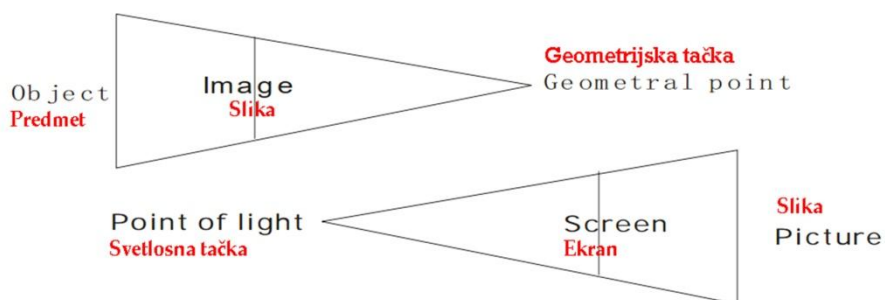 Object
Predmet
Image
Slika
Geometrijska tačka
Geometral point
Point of light
Svetlosna tačka
Screen
Ekran
Slika
Picture